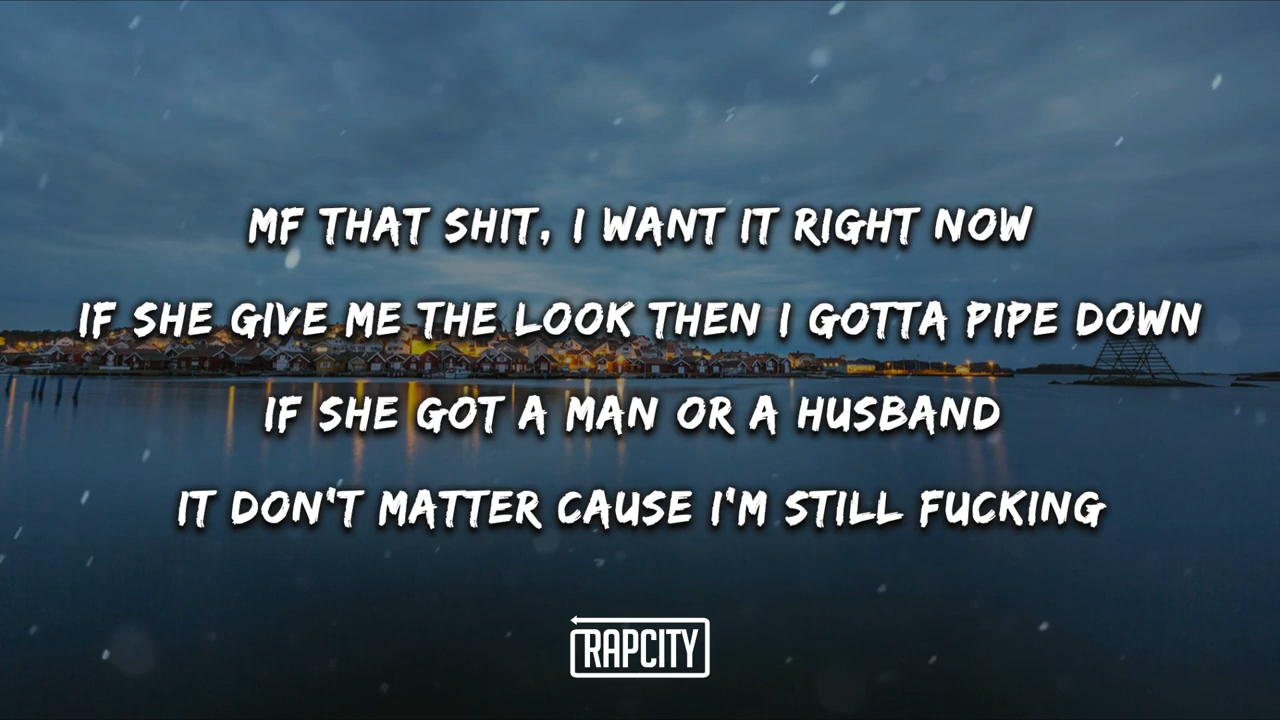 MF THAT SHIT, I WANT IT RIGHT NOW
IF SHE GIVE ME THE LOOK THEN I GOTTA PIPE DOWN
IF SHE GOT A MAN OR A HUSBAND
IT DON'T MATTER CAUSE I'M STILL FUCKING
RAPCITY